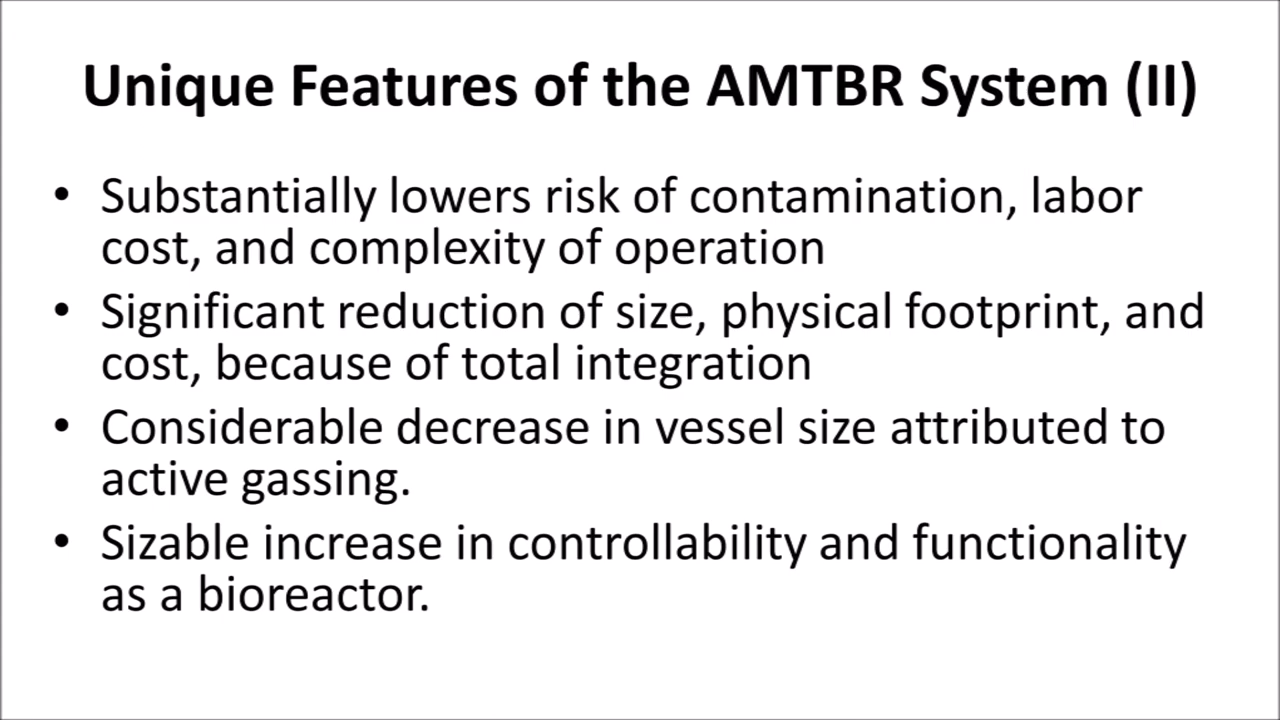 Unique Features of the AMTBR System (II)
• Substantially lowers risk of contamination, labor
cost, and complexity of operation
• Significant reduction of size, physical footprint, and
cost, because of total integration
• Considerable decrease in vessel size attributed to
active gassing.
• Sizable increase in controllability and functionality
as a bioreactor.